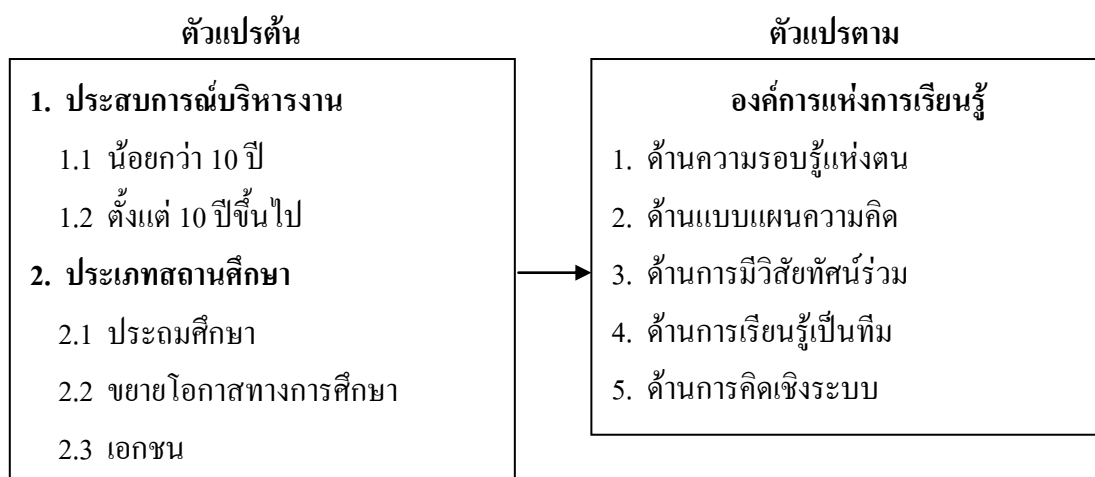 ตัวแปรต้น
1. ประสบการณ์บริหารงาน
1.1 น้อยกว่า 10 ปี
1.2 ตั้งแต่ 10 ปีขึ้นไป
2. ประเภทสถานศึกษา
2.1 ประถมศึกษา
2.2 ขยายโอกาสทางการศึกษา
2.3 เอกชน
ตัวแปรตาม
องค์การแห่งการเรียนรู้
1. ด้านความรอบรู้แห่งตน
2. ด้านแบบแผนความคิด
3. ด้านการมีวิสัยทัศน์ร่วม
4. ด้านการเรียนรู้เป็นทีม
5. ด้านการคิดเชิงระบบ